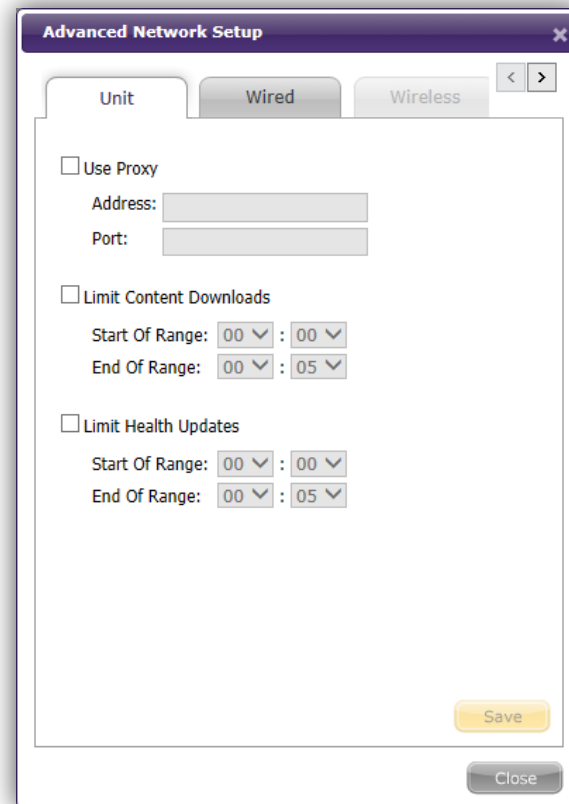 Advanced Network Setup
Unit Wired Wireless < >
Use Proxy
Address:
Port:
Limit Content Downloads
Start Of Range: 00 : 00
End Of Range: 00 : 05
Limit Health Updates
Start Of Range: 00 : 00
End Of Range: 00 : 05
Save
Close